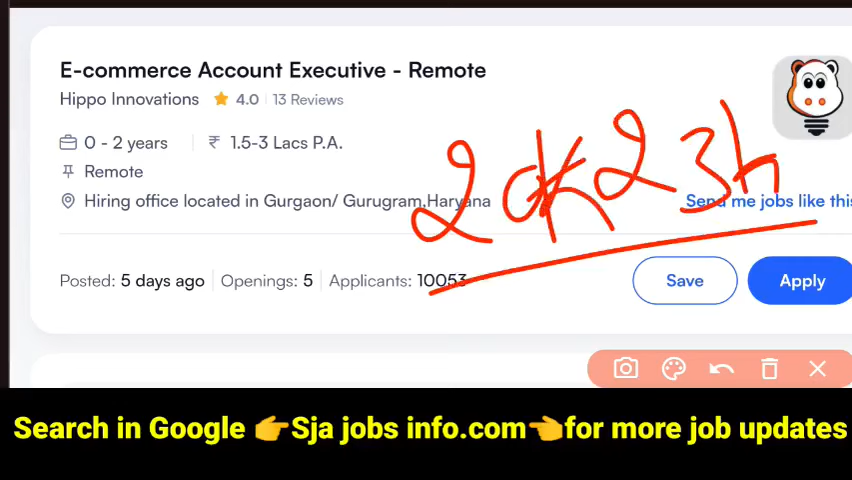 E-commerce Account Executive - Remote
Hippo Innovations 4.0 | 13 Reviews
0 - 2 years ₹ 1.5-3 Lacs P.A.
Remote
Hiring office located in Gurgaon/ Gurugram,Haryana
Send me jobs like this
Posted: 5 days ago Openings: 5 Applicants: 10053
Save Apply
Search in Google 👉Sja jobs info.com👈for more job updates